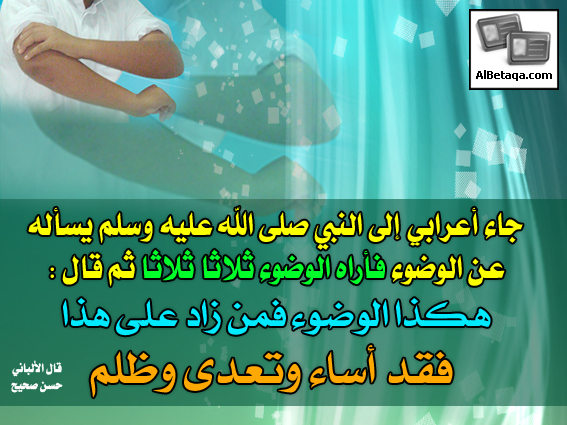 AlBetaqa.com
جاء أعرابي إلى النبي صلى الله عليه وسلم يسأله
عن الوضوء فأراه الوضوء ثلاثا ثلاثا ثم قال :
هكذا الوضوء فمن زاد على هذا
فقد أساء وتعدى وظلم
قال الألباني
حسن صحيح